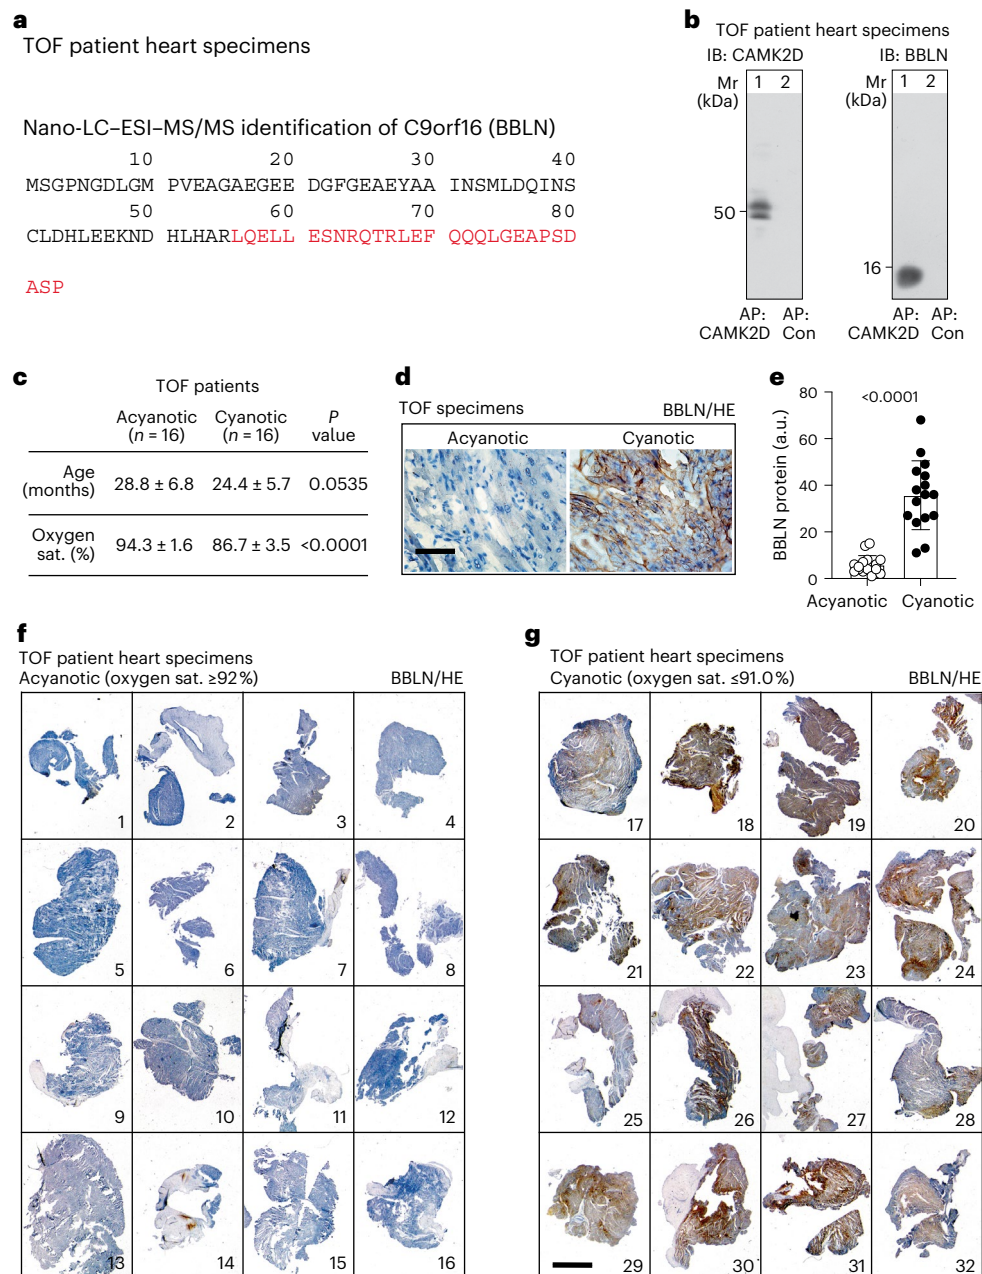 a
TOF patient heart specimens
Nano-LC–ESI–MS/MS identification of C9orf16 (BBLN)
10 20 30 40
MSGPNGDLGM PVEAGAEGEE DGFGEAEYAA INSMLDQINS
50 60 70 80
CLDHLEEKND HLHARLQELL ESNRQTRLEF QQQLGEAPSD
ASP
b
TOF patient heart specimens
IB: CAMK2D IB: BBLN
Mr (kDa) 1 2
50
AP: CAMK2D AP: Con
Mr (kDa) 1 2
16
AP: CAMK2D AP: Con
c
TOF patients
Acyanotic (n = 16) Cyanotic (n = 16) P value
Age (months) 28.8 ± 6.8 24.4 ± 5.7 0.0535
Oxygen sat. (%) 94.3 ± 1.6 86.7 ± 3.5 <0.0001
d
TOF specimens BBLN/HE
Acyanotic Cyanotic
e
<0.0001
BBLN protein (a.u.)
80
60
40
20
0
Acyanotic Cyanotic
f
TOF patient heart specimens
Acyanotic (oxygen sat. ≥92%) BBLN/HE
1 2 3 4
5 6 7 8
9 10 11 12
13 14 15 16
g
TOF patient heart specimens
Cyanotic (oxygen sat. ≤91.0%) BBLN/HE
17 18 19 20
21 22 23 24
25 26 27 28
29 30 31 32